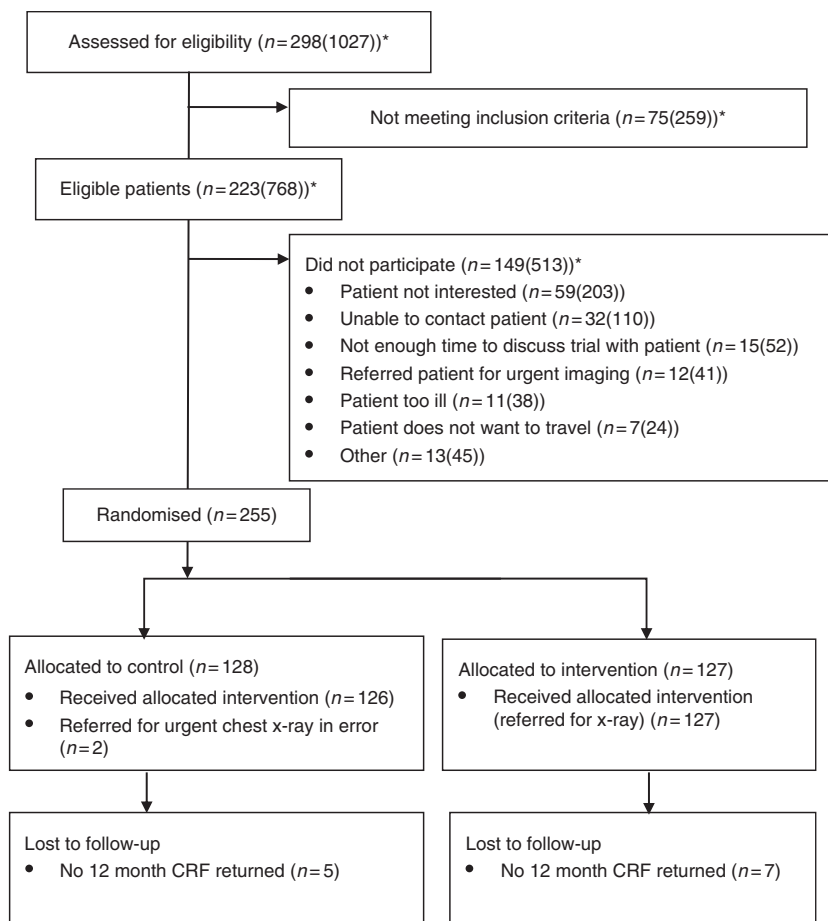 Assessed for eligibility (n=298(1027))*
Not meeting inclusion criteria (n=75(259))*
Eligible patients (n=223(768))*
Did not participate (n=149(513))*
• Patient not interested (n=59(203))
• Unable to contact patient (n=32(110))
• Not enough time to discuss trial with patient (n=15(52))
• Referred patient for urgent imaging (n=12(41))
• Patient too ill (n=11(38))
• Patient does not want to travel (n=7(24))
• Other (n=13(45))
Randomised (n=255)
Allocated to control (n=128)
• Received allocated intervention (n=126)
• Referred for urgent chest x-ray in error
(n=2)
Allocated to intervention (n=127)
• Received allocated intervention
(referred for x-ray) (n=127)
Lost to follow-up
• No 12 month CRF returned (n=5)
Lost to follow-up
• No 12 month CRF returned (n=7)